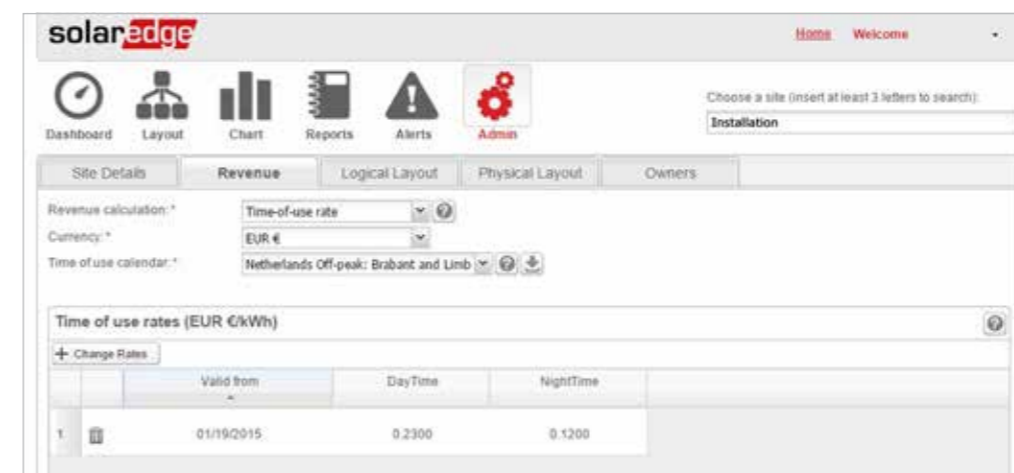 solaredge
Home Welcome
Dashboard Layout Chart Reports Alerts Admin
Choose a site (insert at least 3 letters to search):
Installation
Site Details Revenue Logical Layout Physical Layout Owners
Revenue calculation:* Time-of-use rate
Currency:* EUR €
Time of use calendar:* Netherlands Off-peak: Brabant and Limb
Time of use rates (EUR €/kWh)
+ Change Rates
Valid from DayTime NightTime
1 01/19/2015 0.2300 0.1200